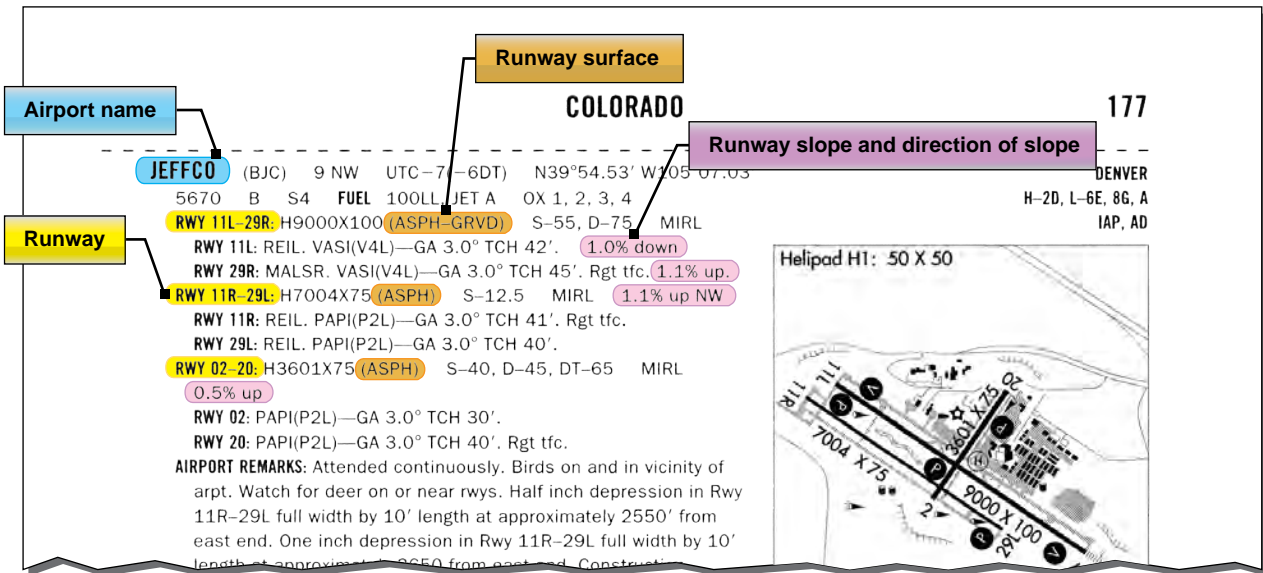 Runway surface
Airport name
COLORADO 177
Runway slope and direction of slope
JEFFCO (BJC) 9 NW UTC–7(–6DT) N39°54.53′ W105°07.03 DENVER
5670 B S4 FUEL 100LL, JET A OX 1, 2, 3, 4 H–2D, L–6E, 8G, A
RWY 11L–29R: H9000X100 (ASPH–GRVD) S–55, D–75 MIRL IAP, AD
Runway
RWY 11L: REIL. VASI(V4L)—GA 3.0° TCH 42′. 1.0% down
RWY 29R: MALSR. VASI(V4L)—GA 3.0° TCH 45′. Rgt tfc. 1.1% up.
RWY 11R–29L: H7004X75 (ASPH) S–12.5 MIRL 1.1% up NW
RWY 11R: REIL. PAPI(P2L)—GA 3.0° TCH 41′. Rgt tfc.
RWY 29L: REIL. PAPI(P2L)—GA 3.0° TCH 40′.
RWY 02–20: H3601X75 (ASPH) S–40, D–45, DT–65 MIRL
0.5% up
RWY 02: PAPI(P2L)—GA 3.0° TCH 30′.
RWY 20: PAPI(P2L)—GA 3.0° TCH 40′. Rgt tfc.
AIRPORT REMARKS: Attended continuously. Birds on and in vicinity of
arpt. Watch for deer on or near rwys. Half inch depression in Rwy
11R–29L full width by 10′ length at approximately 2550′ from
east end. One inch depression in Rwy 11R–29L full width by 10′
length at approximately 2650 from east end. Construction
Helipad H1: 50 X 50
11L
11R
20
V
P
3601 X 75
P
7004 X 75
P
H
9000 X 100
2
29L
P
V